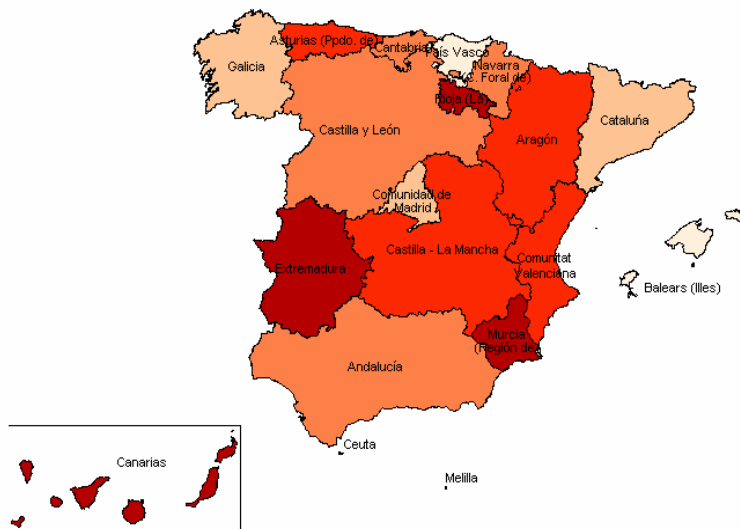 Asturias (Ppdo. de)
Cantabria
País Vasco
Galicia
Navarra
(C. Foral de)
Rioja (La)
Cataluña
Castilla y León
Aragón
Comunidad de
Madrid
Castilla - La Mancha
Comunitat
Valenciana
Extremadura
Balears (Illes)
Murcia
(Región de)
Andalucía
Ceuta
Canarias
Melilla